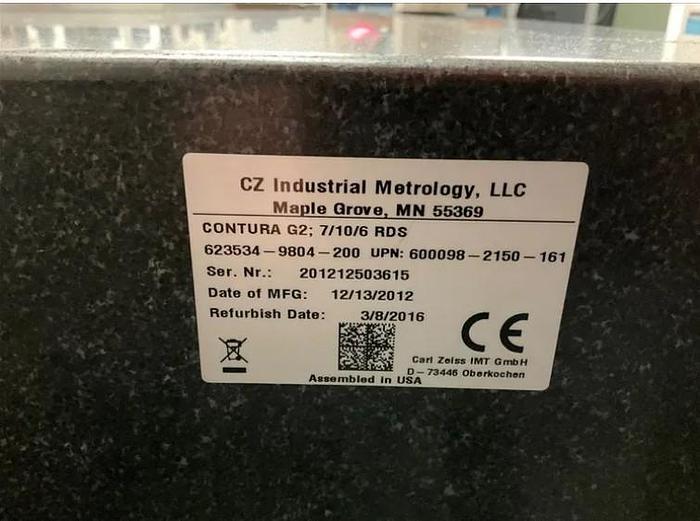 CZ Industrial Metrology, LLC
Maple Grove, MN 55369
CONTURA G2; 7/10/6 RDS
623534-9804-200 UPN: 600098-2150-161
Ser. Nr.: 201212503615
Date of MFG: 12/13/2012
Refurbish Date: 3/8/2016
CE
Carl Zeiss IMT GmbH
D-73446 Oberkochen
Assembled in USA